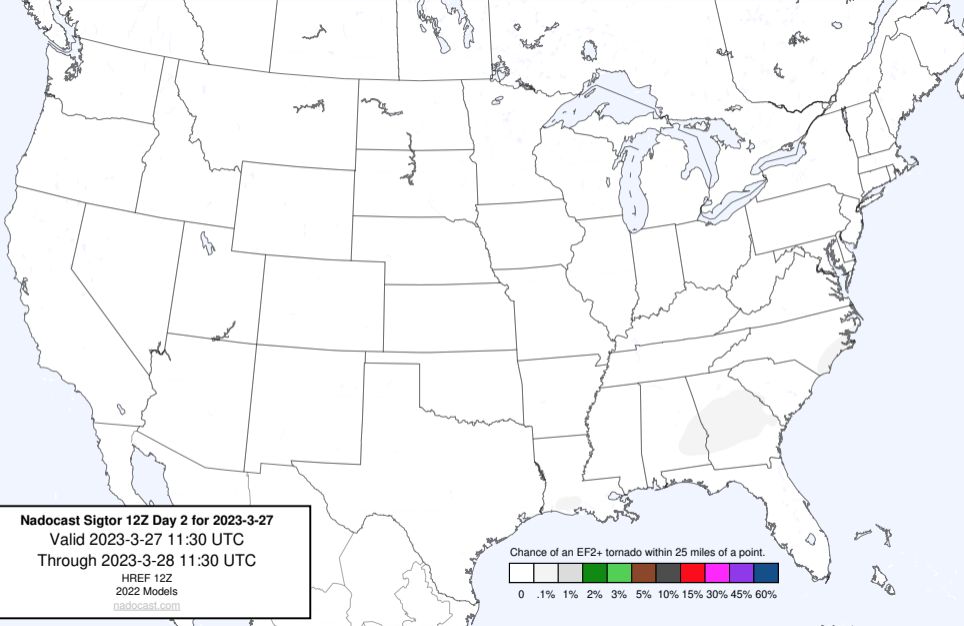 Nadocast Sigtor 12Z Day 2 for 2023-3-27
Valid 2023-3-27 11:30 UTC
Through 2023-3-28 11:30 UTC
HREF 12Z
2022 Models
nadocast.com
Chance of an EF2+ tornado within 25 miles of a point.
0 .1% 1% 2% 3% 5% 10% 15% 30% 45% 60%